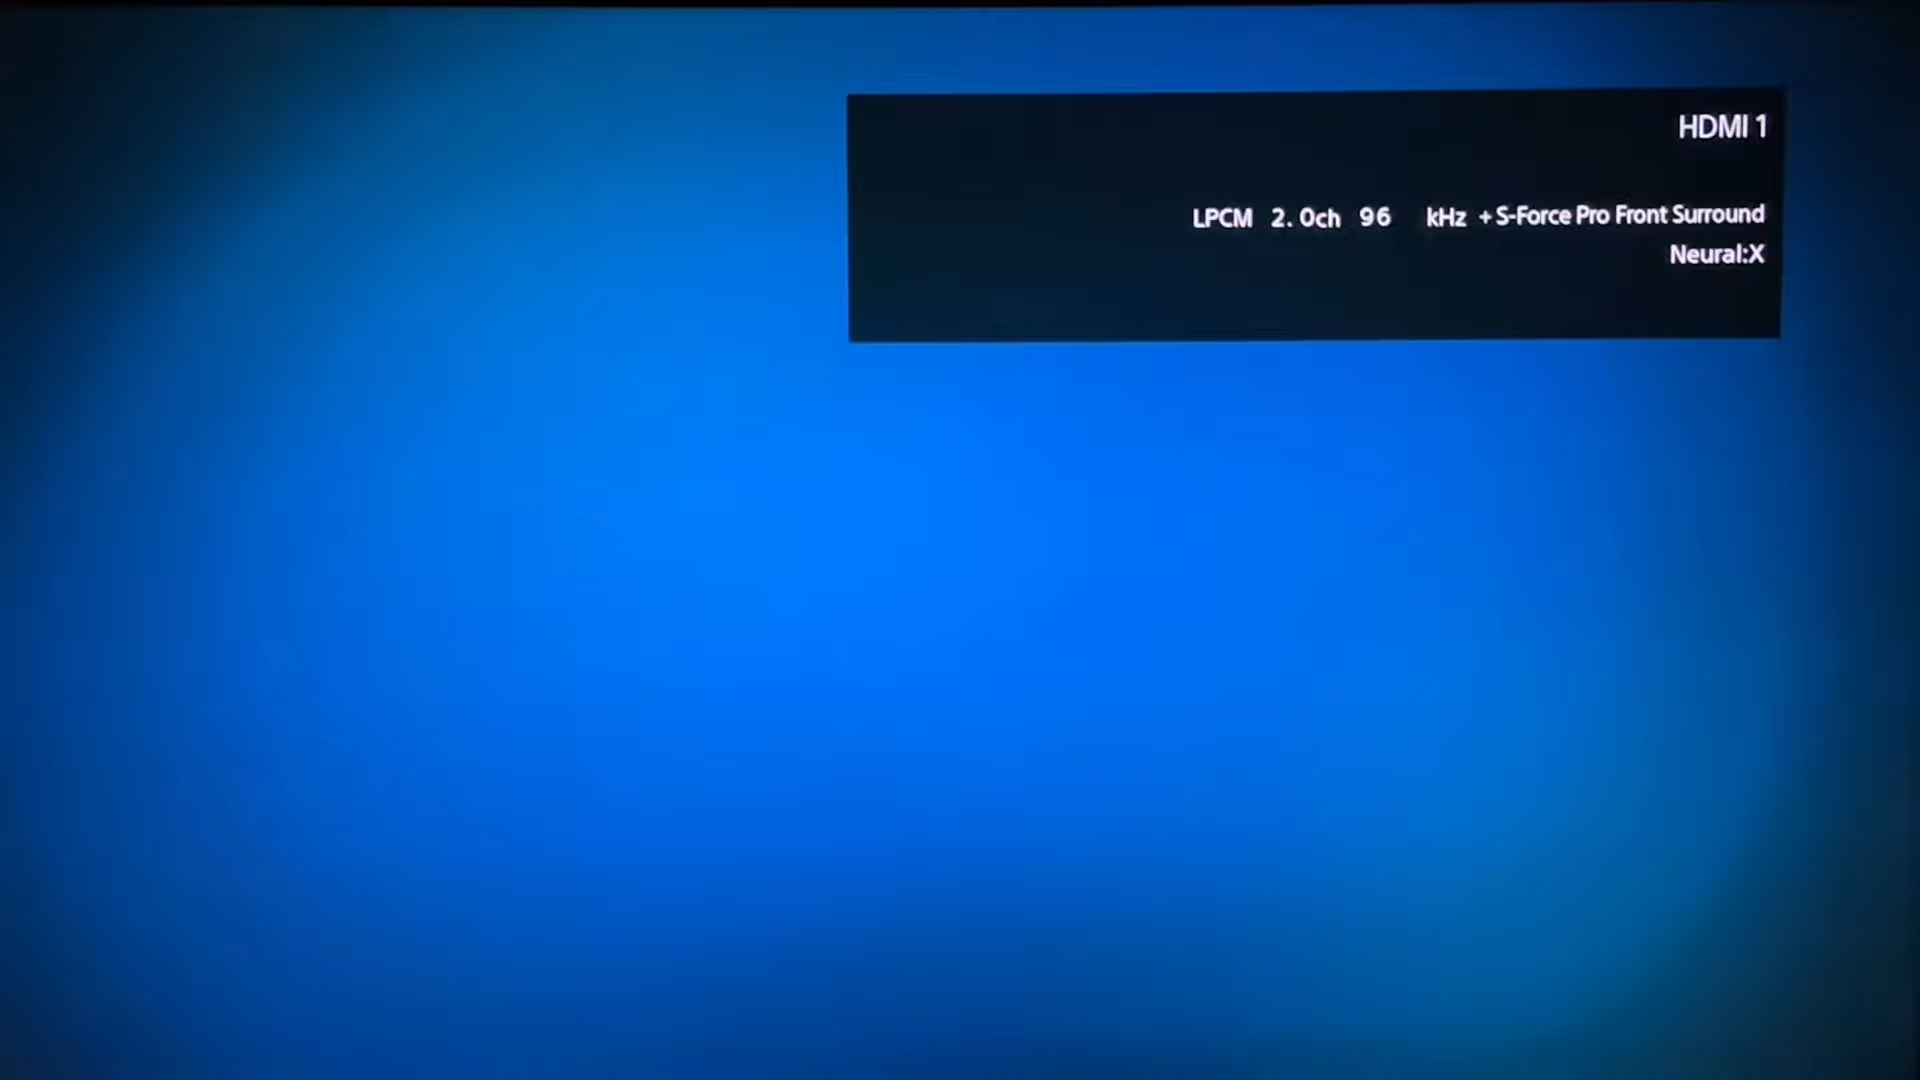 HDMI 1
LPCM 2.0ch 96 kHz +S-Force Pro Front Surround
Neural:X